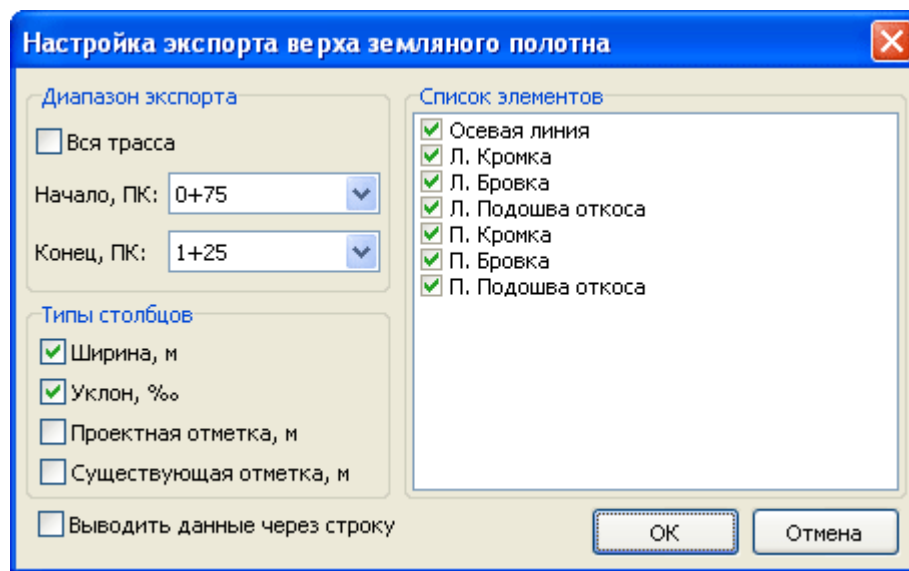 Настройка экспорта верха земляного полотна
Диапазон экспорта
Вся трасса
Начало, ПК: 0+75
Конец, ПК: 1+25
Типы столбцов
Ширина, м
Уклон, ‰
Проектная отметка, м
Существующая отметка, м
Выводить данные через строку
Список элементов
Осевая линия
Л. Кромка
Л. Бровка
Л. Подошва откоса
П. Кромка
П. Бровка
П. Подошва откоса
OK
Отмена